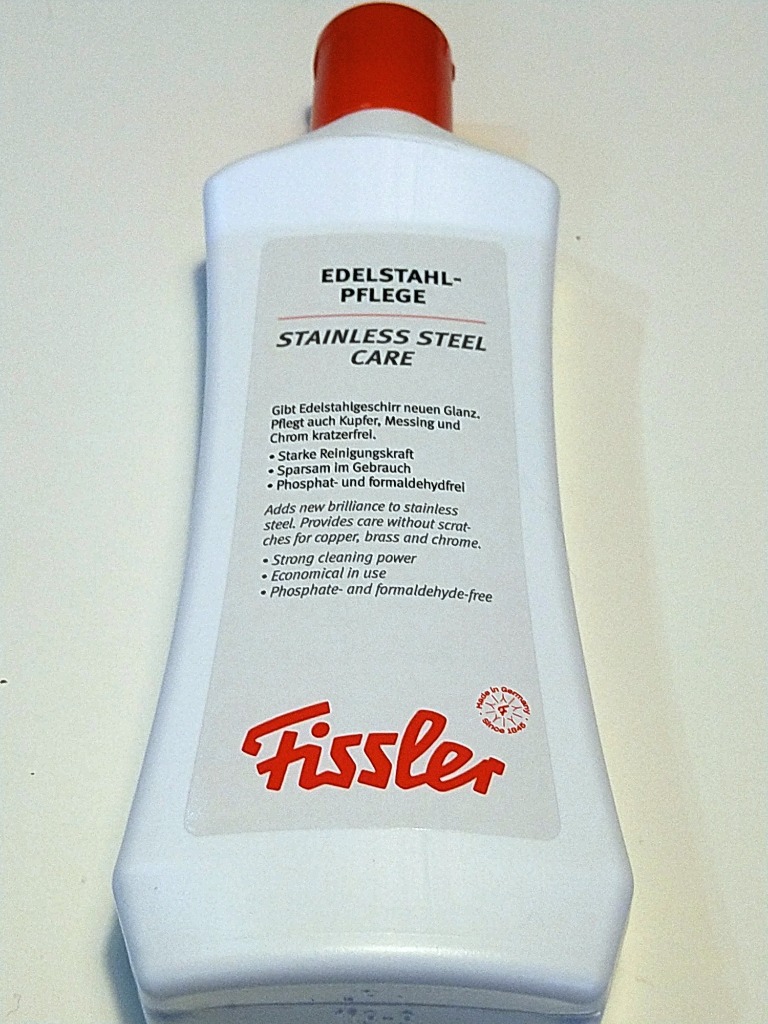 EDELSTAHL-
PFLEGE
STAINLESS STEEL
CARE
Gibt Edelstahlgeschirr neuen Glanz.
Pflegt auch Kupfer, Messing und
Chrom kratzerfrei.
• Starke Reinigungskraft
• Sparsam im Gebrauch
• Phosphat- und formaldehydfrei
Adds new brilliance to stainless
steel. Provides care without scrat-
ches for copper, brass and chrome.
• Strong cleaning power
• Economical in use
• Phosphate- and formaldehyde-free
Made in Germany
since 1845
Fissler